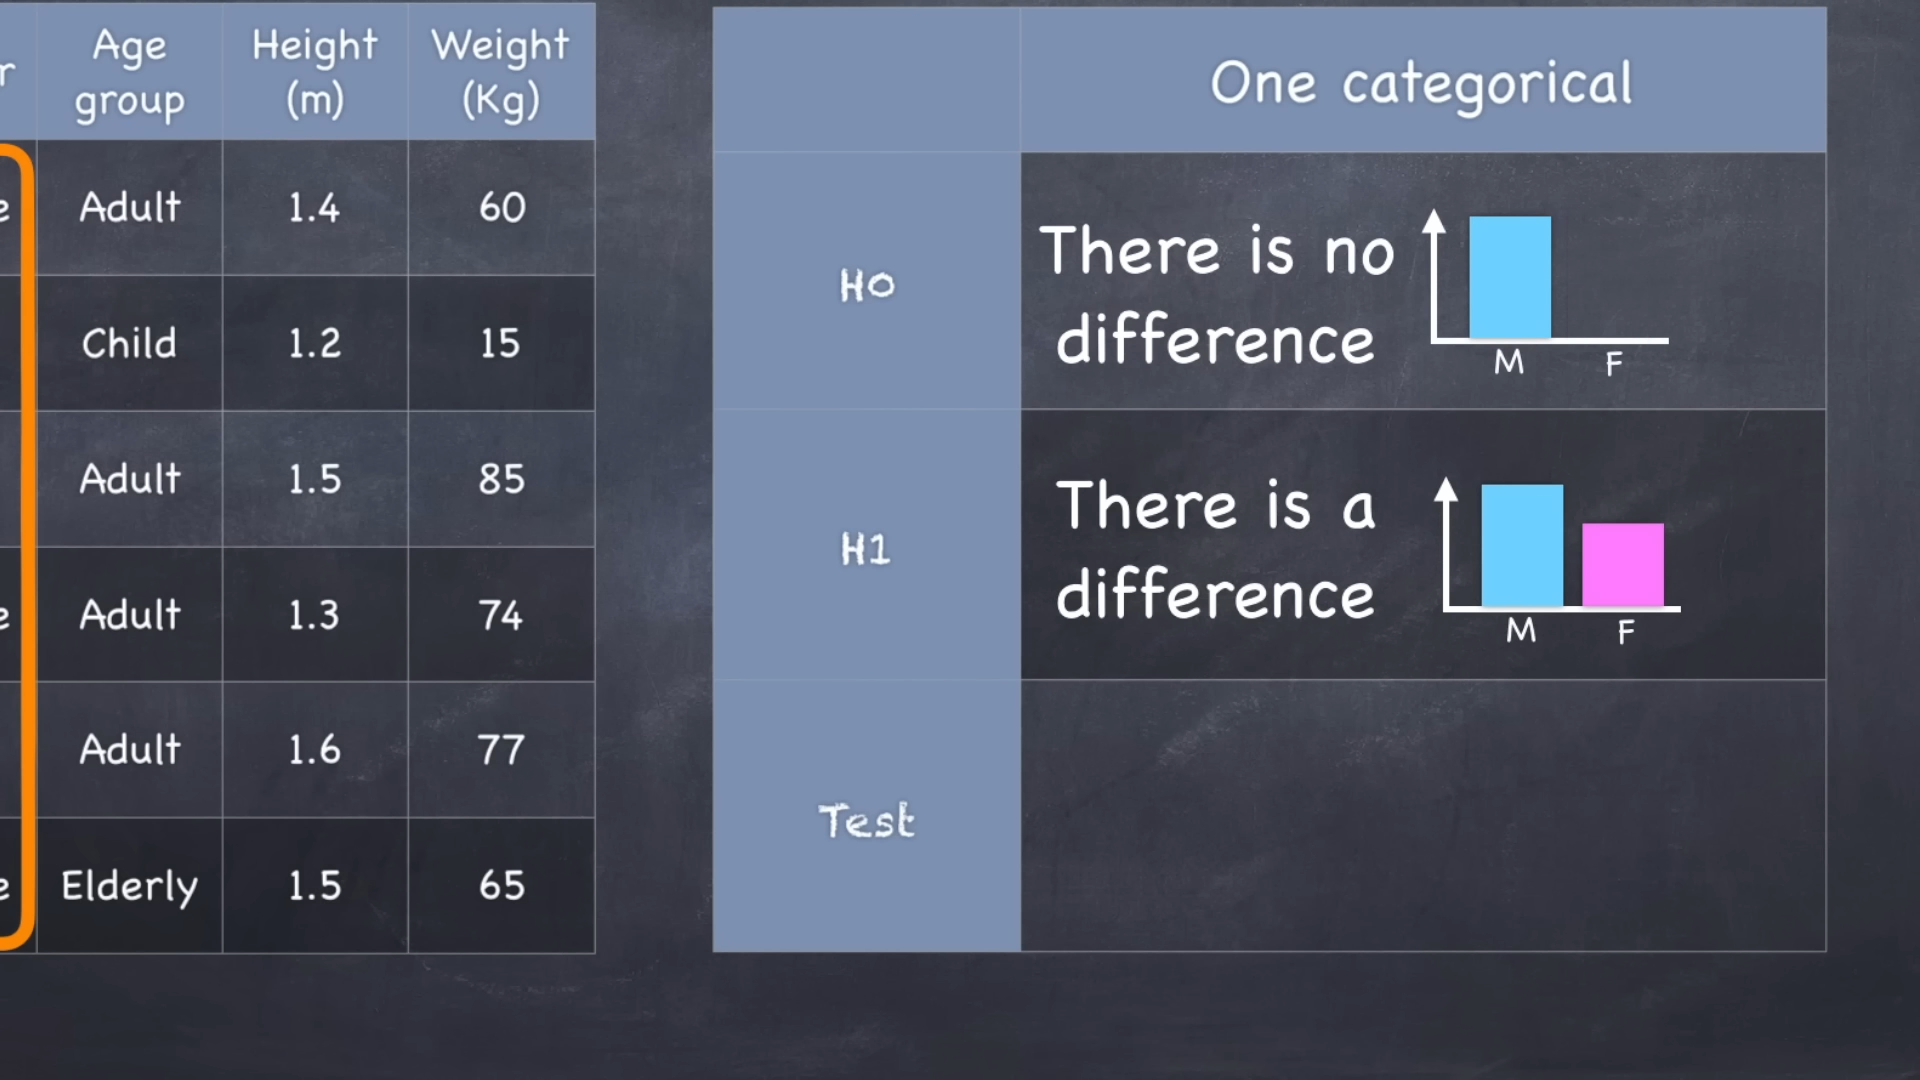 Age group
Height (m)
Weight (Kg)
Adult 1.4 60
Child 1.2 15
Adult 1.5 85
Adult 1.3 74
Adult 1.6 77
Elderly 1.5 65
One categorical
H0
There is no
difference
M F
H1
There is a
difference
M F
Test